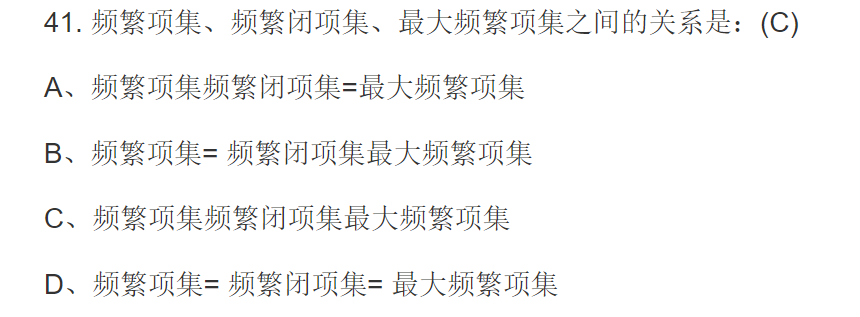 41. 频繁项集、频繁闭项集、最大频繁项集之间的关系是：(C)
A、频繁项集频繁闭项集=最大频繁项集
B、频繁项集= 频繁闭项集最大频繁项集
C、频繁项集频繁闭项集最大频繁项集
D、频繁项集= 频繁闭项集= 最大频繁项集